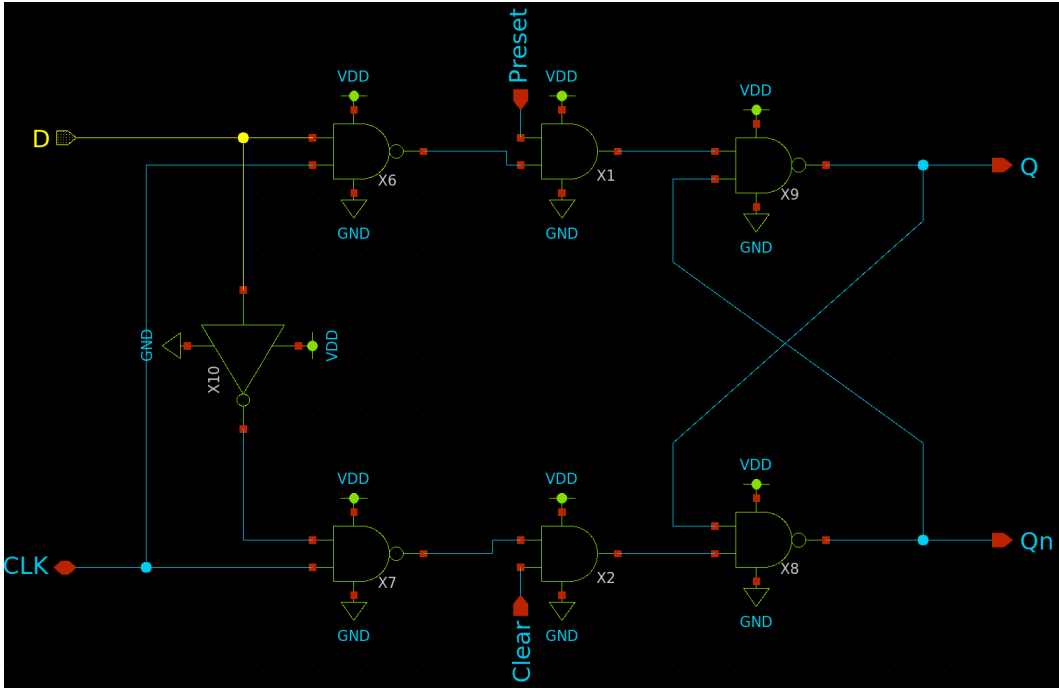 Preset
VDD
VDD
VDD
D
X6
X1
X9
Q
GND
GND
GND
GND
VDD
X10
VDD
VDD
VDD
CLK
X7
X2
X8
Qn
GND
Clear
GND
GND